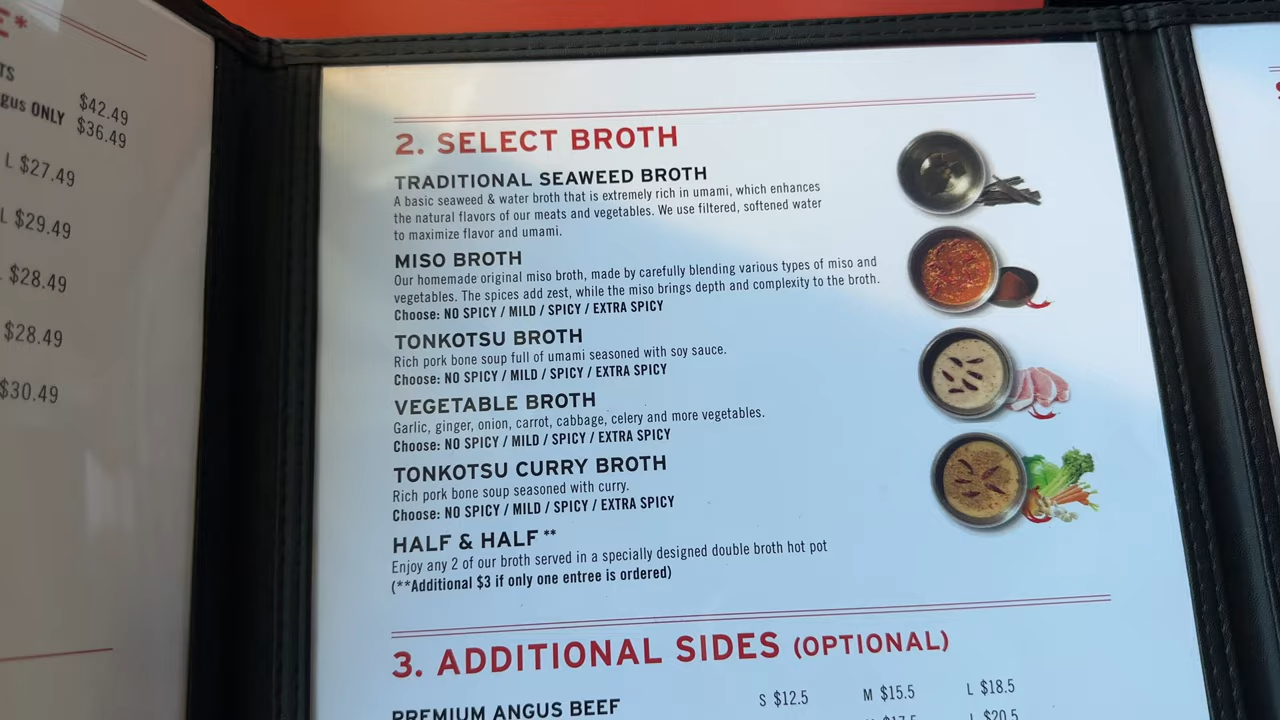 $42.49
ONLY $36.49
L $27.49
L $29.49
$28.49
$28.49
$30.49
2. SELECT BROTH
TRADITIONAL SEAWEED BROTH
A basic seaweed & water broth that is extremely rich in umami, which enhances
the natural flavors of our meats and vegetables. We use filtered, softened water
to maximize flavor and umami.
MISO BROTH
Our homemade original miso broth, made by carefully blending various types of miso and
vegetables. The spices add zest, while the miso brings depth and complexity to the broth.
Choose: NO SPICY / MILD / SPICY / EXTRA SPICY
TONKOTSU BROTH
Rich pork bone soup full of umami seasoned with soy sauce.
Choose: NO SPICY / MILD / SPICY / EXTRA SPICY
VEGETABLE BROTH
Garlic, ginger, onion, carrot, cabbage, celery and more vegetables.
Choose: NO SPICY / MILD / SPICY / EXTRA SPICY
TONKOTSU CURRY BROTH
Rich pork bone soup seasoned with curry.
Choose: NO SPICY / MILD / SPICY / EXTRA SPICY
HALF & HALF **
Enjoy any 2 of our broth served in a specially designed double broth hot pot
(**Additional $3 if only one entree is ordered)
3. ADDITIONAL SIDES (OPTIONAL)
PREMIUM ANGUS BEEF S $12.5 M $15.5 L $18.5
L $20.5